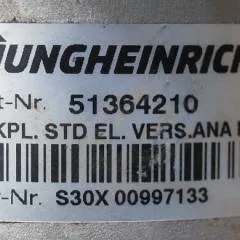 JUNGHEINRICH
t-Nr. 51364210
KPL. STD EL. VERS.ANA
r-Nr. S30X 00997133